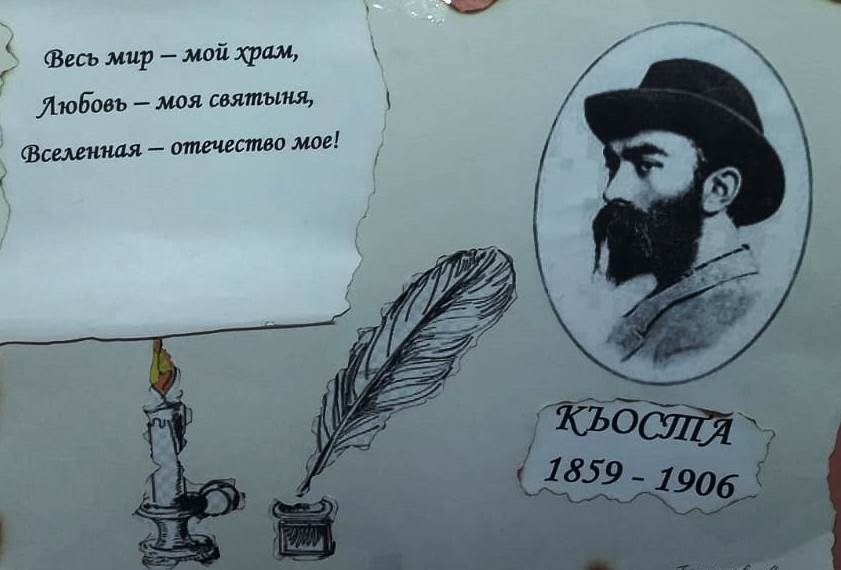 Весь мир – мой храм,
Любовь – моя святыня,
Вселенная – отечество мое!
КЪОСТА
1859 - 1906